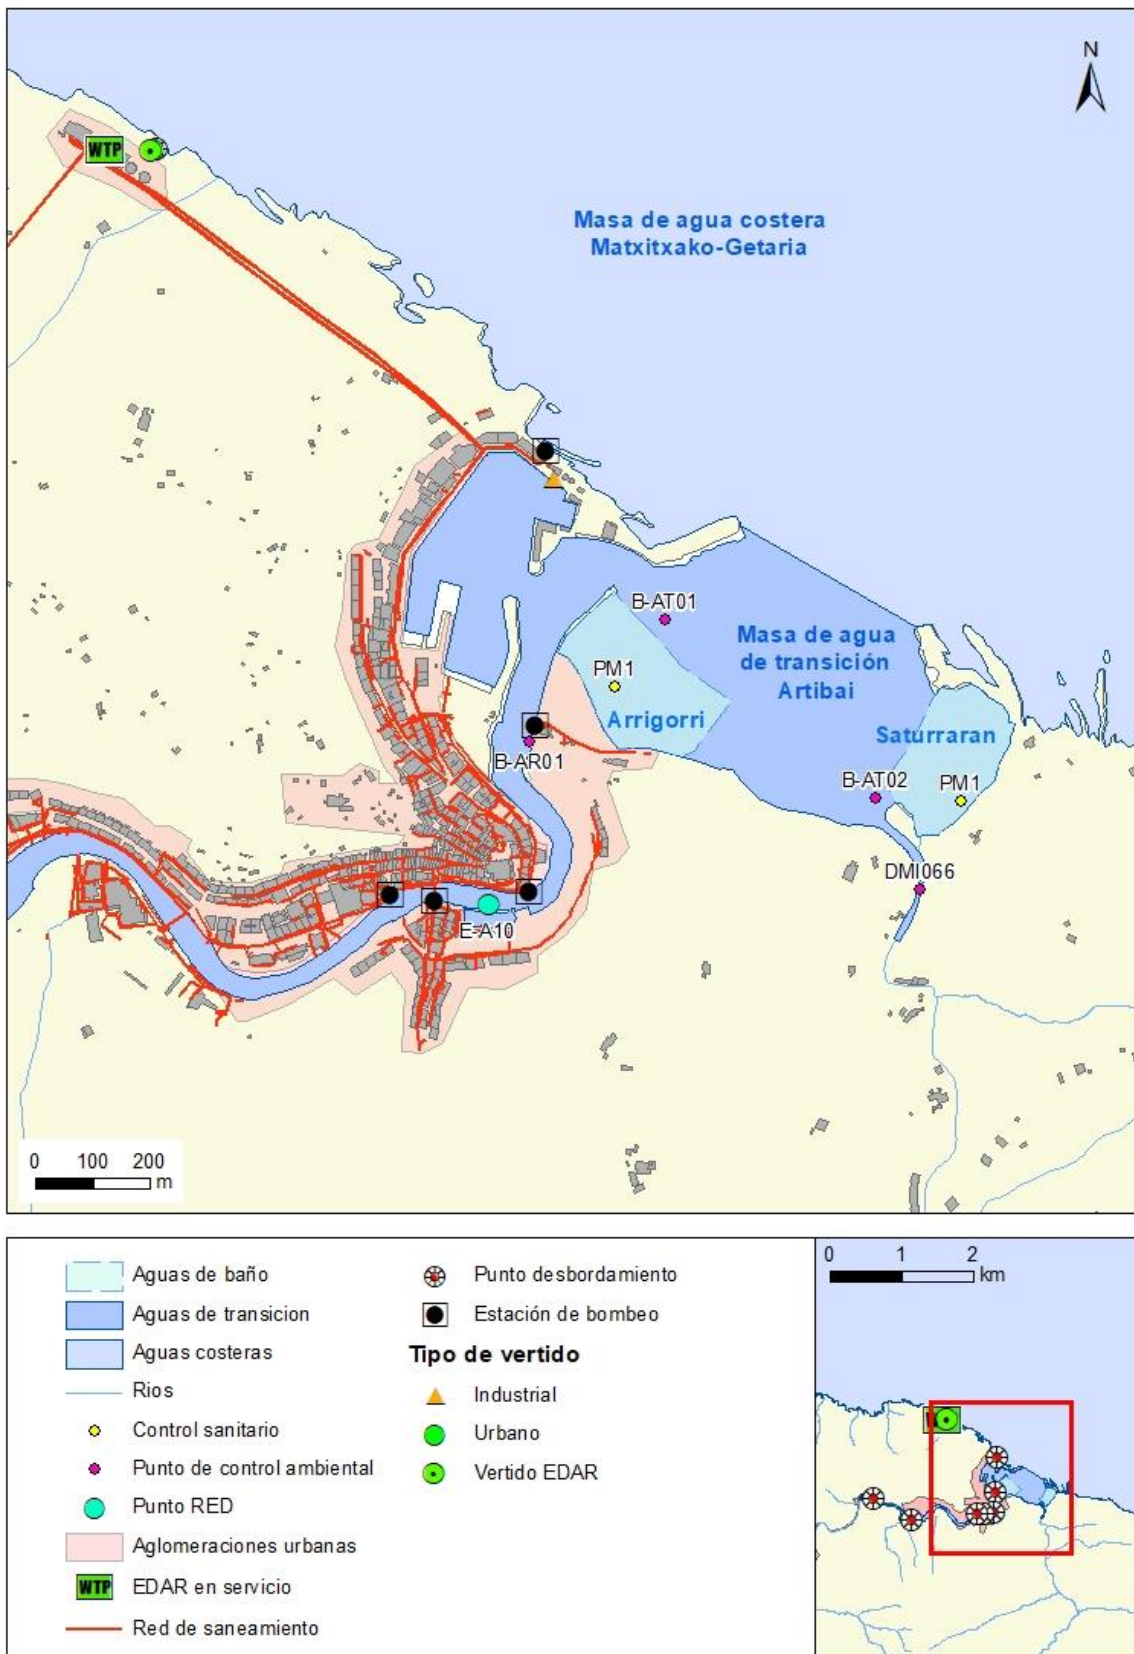 N
WTP
Masa de agua costera
Matxitxako-Getaria
B-AT01
Masa de agua
de transición
Artibai
PM1
Arrigorri
Saturraran
B-AR01
B-AT02
PM1
DMI066
E-A10
0 100 200
m
Aguas de baño
Aguas de transicion
Aguas costeras
Rios
Control sanitario
Punto de control ambiental
Punto RED
Aglomeraciones urbanas
WTP EDAR en servicio
Red de saneamiento
Punto desbordamiento
Estación de bombeo
Tipo de vertido
Industrial
Urbano
Vertido EDAR
0 1 2
km